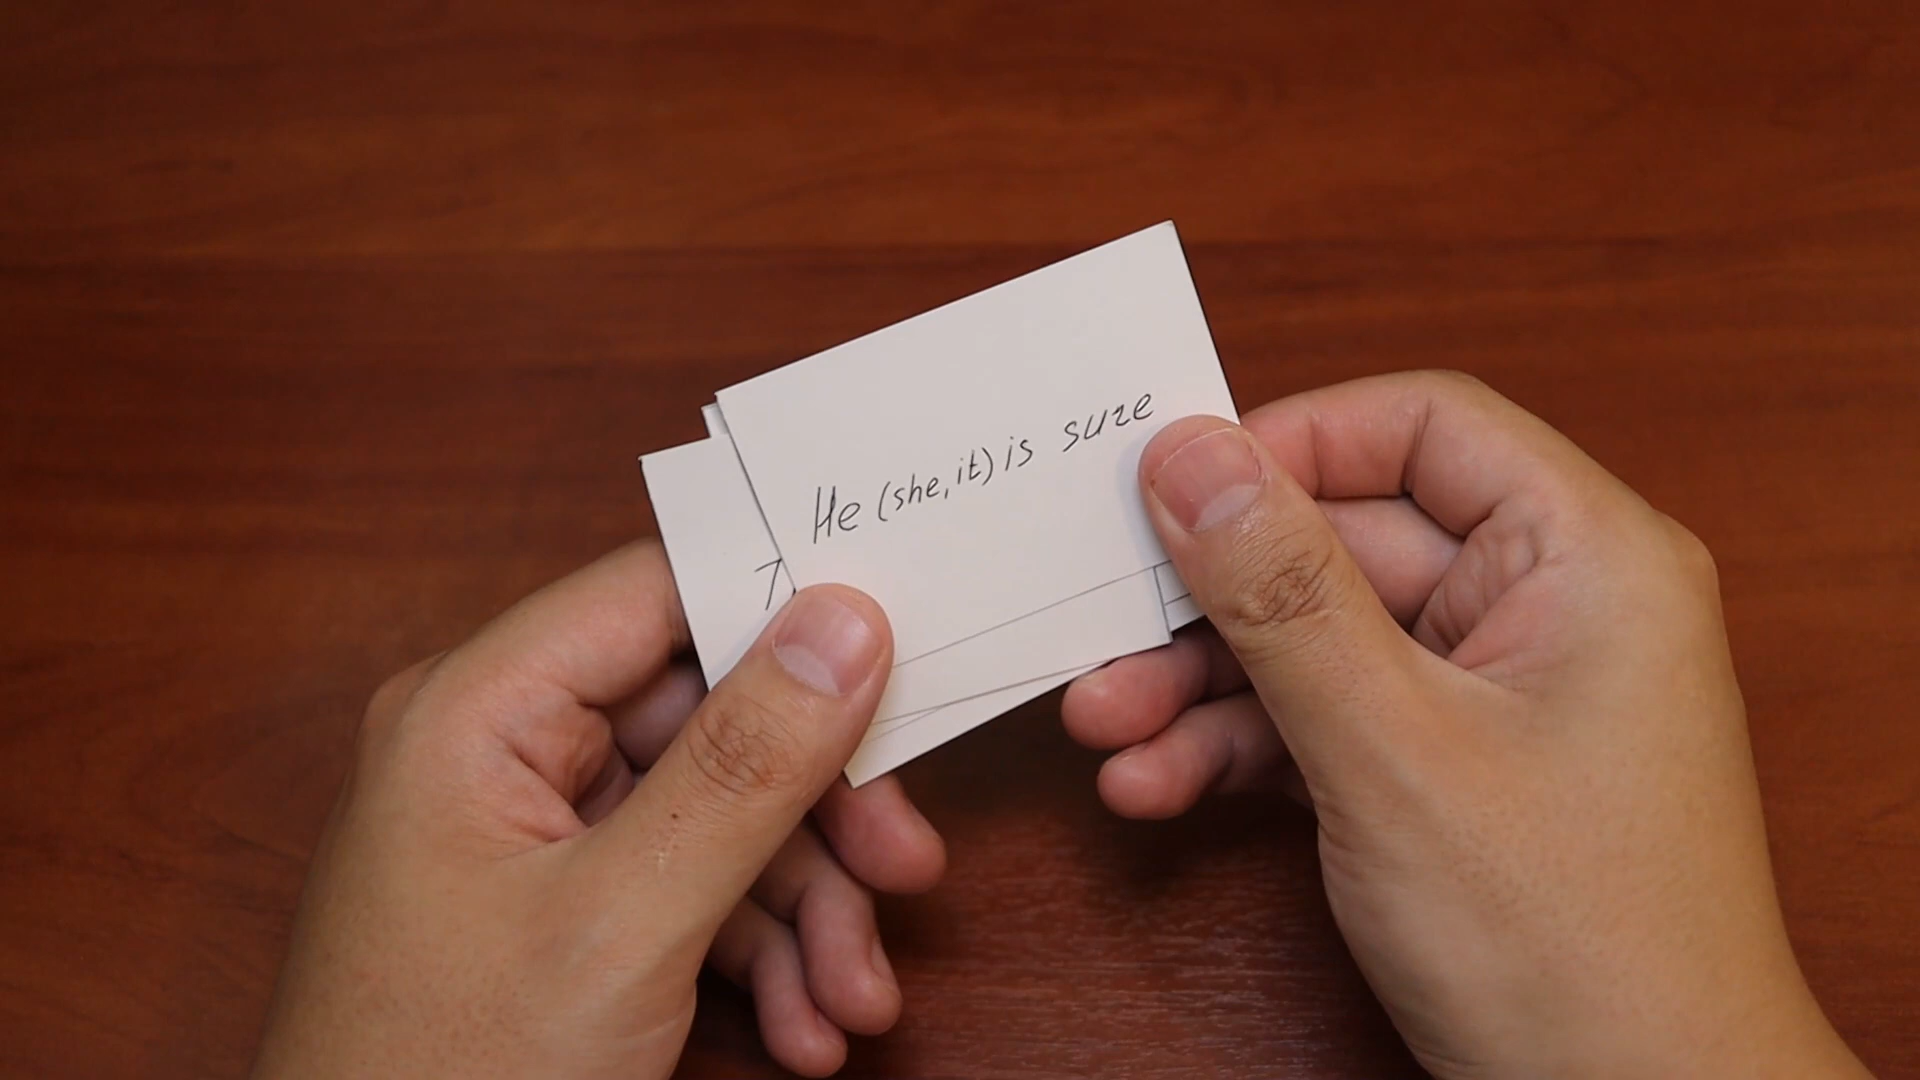 He (she, it) is sure